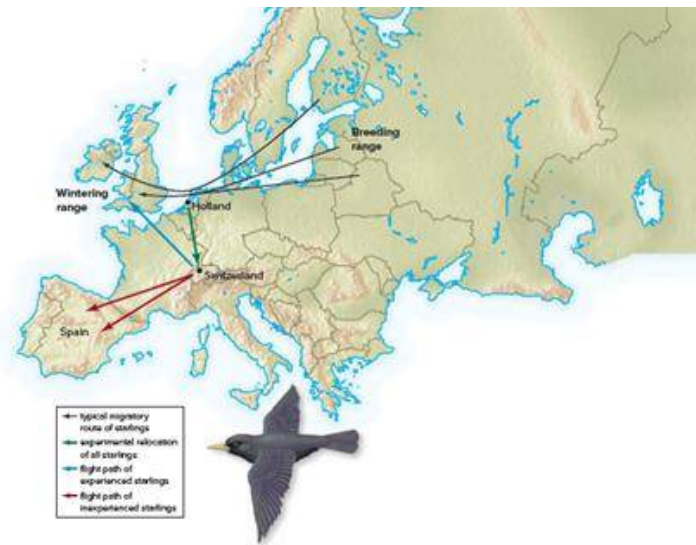 Breeding
range
Wintering
range
Holland
Switzerland
Spain
typical migratory
route of starlings
experimental relocation
of all starlings
flight path of
experienced starlings
flight path of
inexperienced starlings